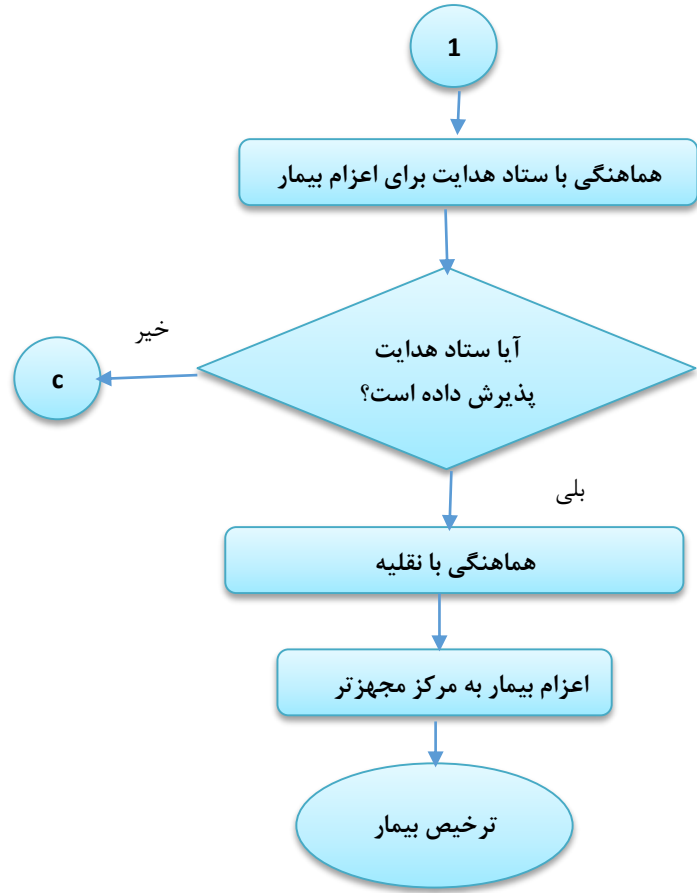 1
هماهنگی با ستاد هدایت برای اعزام بیمار
آیا ستاد هدایت
پذیرش داده است؟
خیر
c
بلی
هماهنگی با نقلیه
اعزام بیمار به مرکز مجهزتر
ترخیص بیمار